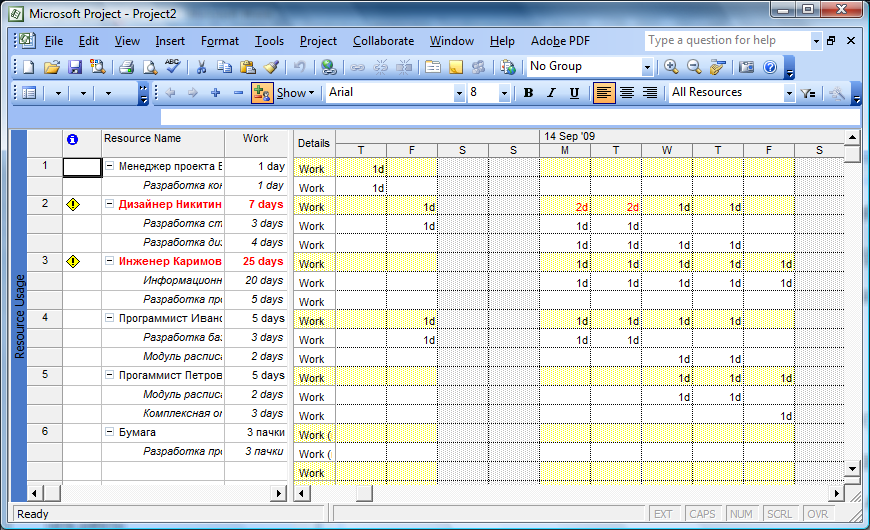 Microsoft Project - Project2
File Edit View Insert Format Tools Project Collaborate Window Help Adobe PDF Type a question for help
No Group
Show Arial 8 B I U All Resources
Resource Name Work Details 14 Sep '09
T F S S M T W T F S
1 Менеджер проекта 1 day Work 1d
Разработка 1 day Work 1d
2 Дизайнер Никитин 7 days Work 1d 2d 2d 1d 1d
Разработка 3 days Work 1d 1d 1d
Разработка 4 days Work 1d 1d 1d 1d
3 Инженер Каримов 25 days Work 1d 1d 1d 1d 1d
Информационн 20 days Work 1d 1d 1d 1d 1d
Разработка 5 days Work
4 Программист Ивано 5 days Work 1d 1d 1d 1d 1d
Разработка 3 days Work 1d 1d 1d
Модуль расписа 2 days Work 1d 1d
5 Прогаммист Петров 5 days Work 1d 1d 1d
Модуль расписа 2 days Work 1d 1d
Комплексная 3 days Work 1d
6 Бумага 3 пачки Work (
Разработка 3 пачки Work (
Work
Resource Usage
Ready EXT CAPS NUM SCRL OVR